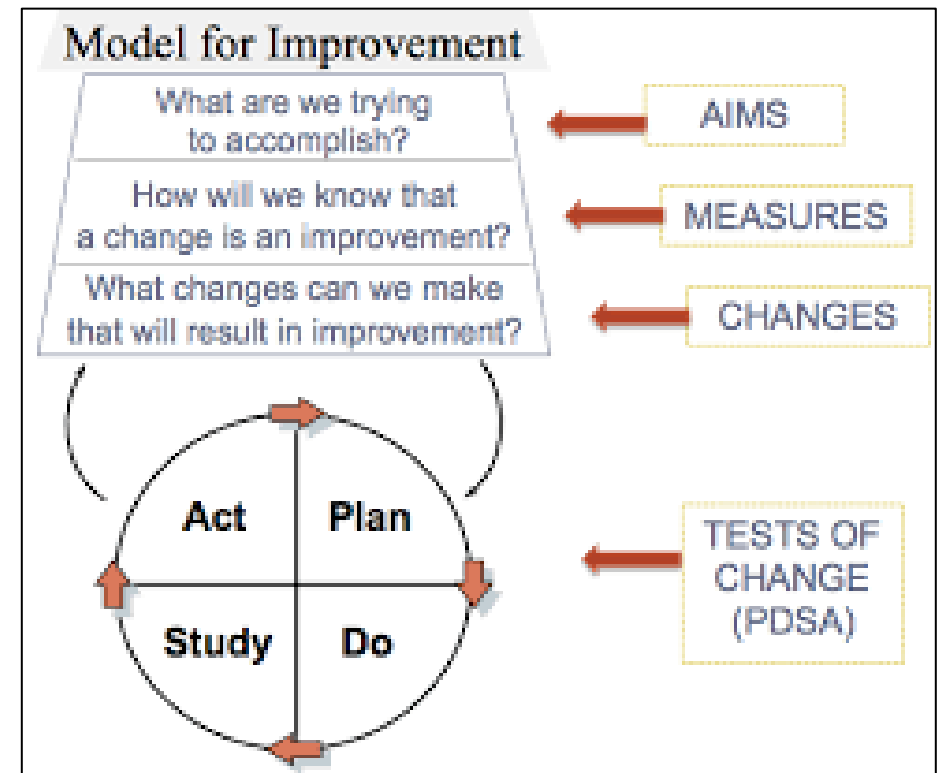 Model for Improvement
What are we trying
to accomplish?
AIMS
How will we know that
a change is an improvement?
MEASURES
What changes can we make
that will result in improvement?
CHANGES
Act
Plan
Study
Do
TESTS OF
CHANGE
(PDSA)